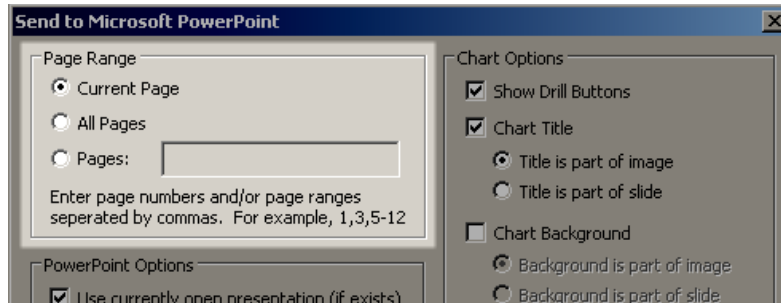 Send to Microsoft PowerPoint
Page Range
Current Page
All Pages
Pages:
Enter page numbers and/or page ranges
seperated by commas. For example, 1,3,5-12
PowerPoint Options
Use currently open presentation (if exists)
Chart Options
Show Drill Buttons
Chart Title
Title is part of image
Title is part of slide
Chart Background
Background is part of image
Background is part of slide